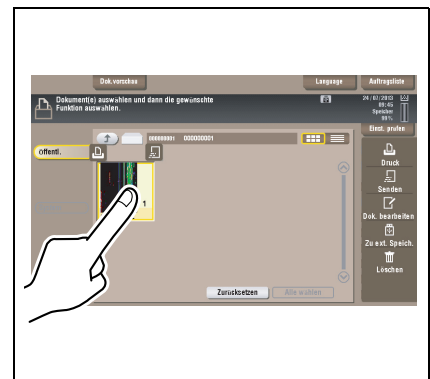 Dok.vorschau
Language
Auftragsliste
Dokument(e) auswählen und dann die gewünschte
Funktion auswählen.
24/07/2013
09:45
Speicher
99%
Einst. prüfen
000000001 000000001
Öffentl.
1
Druck
Senden
Dok. bearbeiten
Zu ext. Speich.
Löschen
Zurücksetzen
Alle wählen